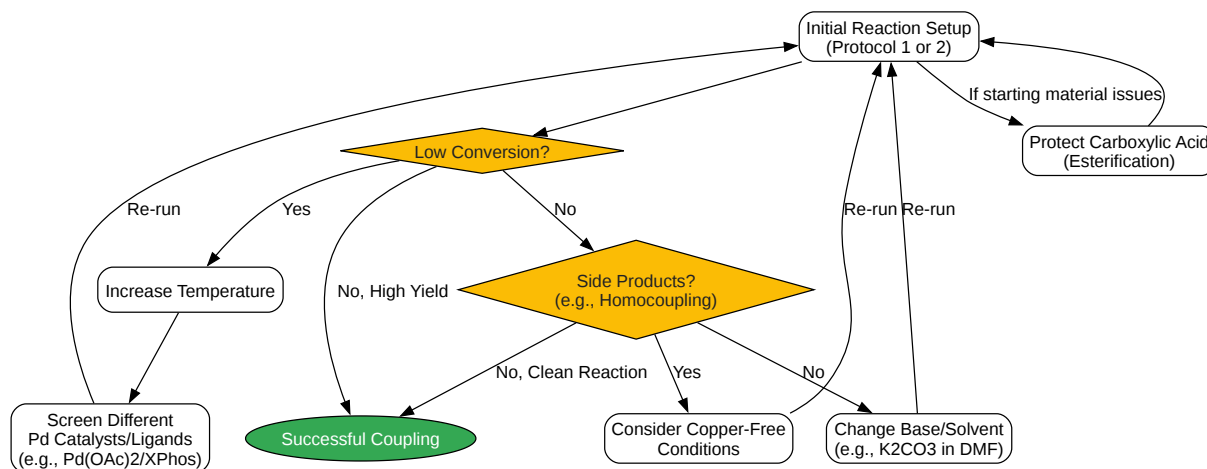 Initial Reaction Setup
(Protocol 1 or 2)
If starting material issues
Protect Carboxylic Acid
(Esterification)
Low Conversion?
Re-run
Yes
No
Re-run
Re-run
Side Products?
(e.g., Homocoupling)
Increase Temperature
No, High Yield
No, Clean Reaction
Yes
No
Screen Different
Pd Catalysts/Ligands
(e.g., Pd(OAc)2/XPhos)
Successful Coupling
Consider Copper-Free
Conditions
Change Base/Solvent
(e.g., K2CO3 in DMF)